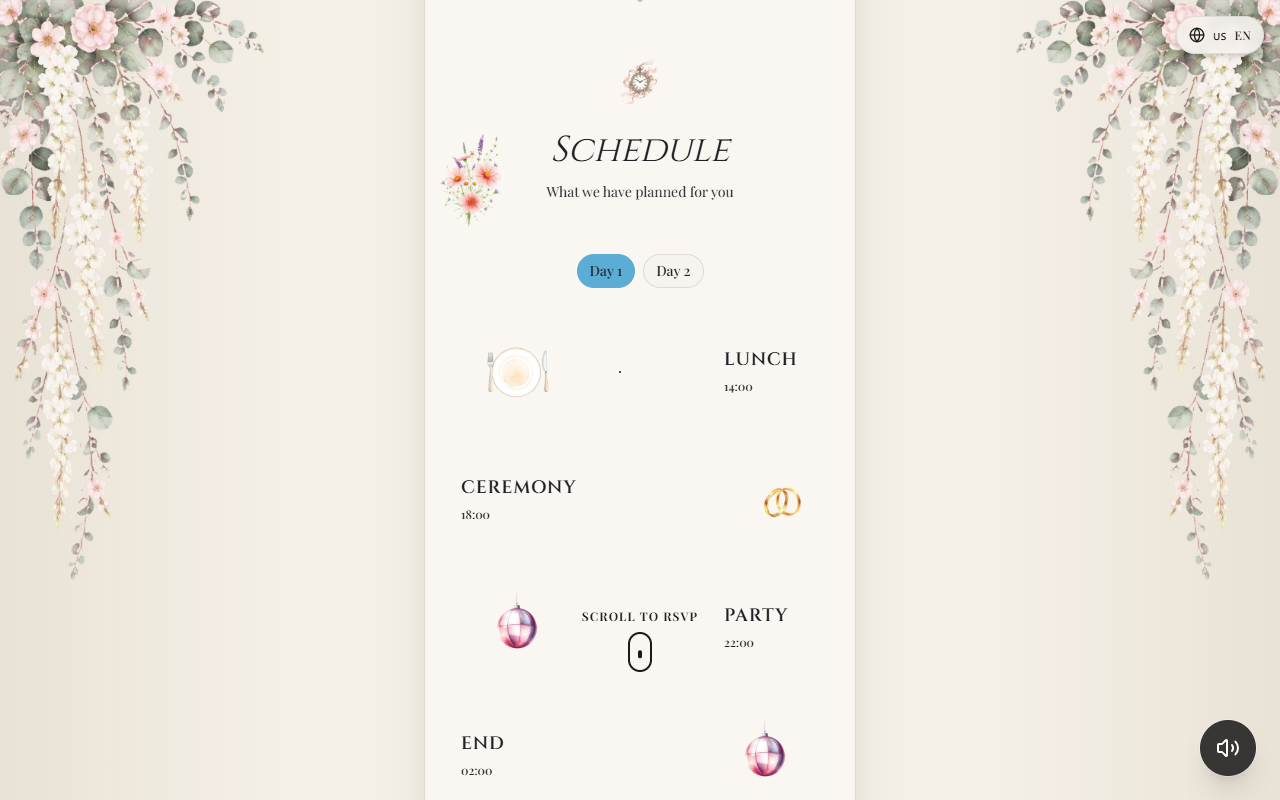 US EN
SCHEDULE
What we have planned for you
Day 1
Day 2
LUNCH
14:00
CEREMONY
18:00
SCROLL TO RSVP
PARTY
22:00
END
02:00